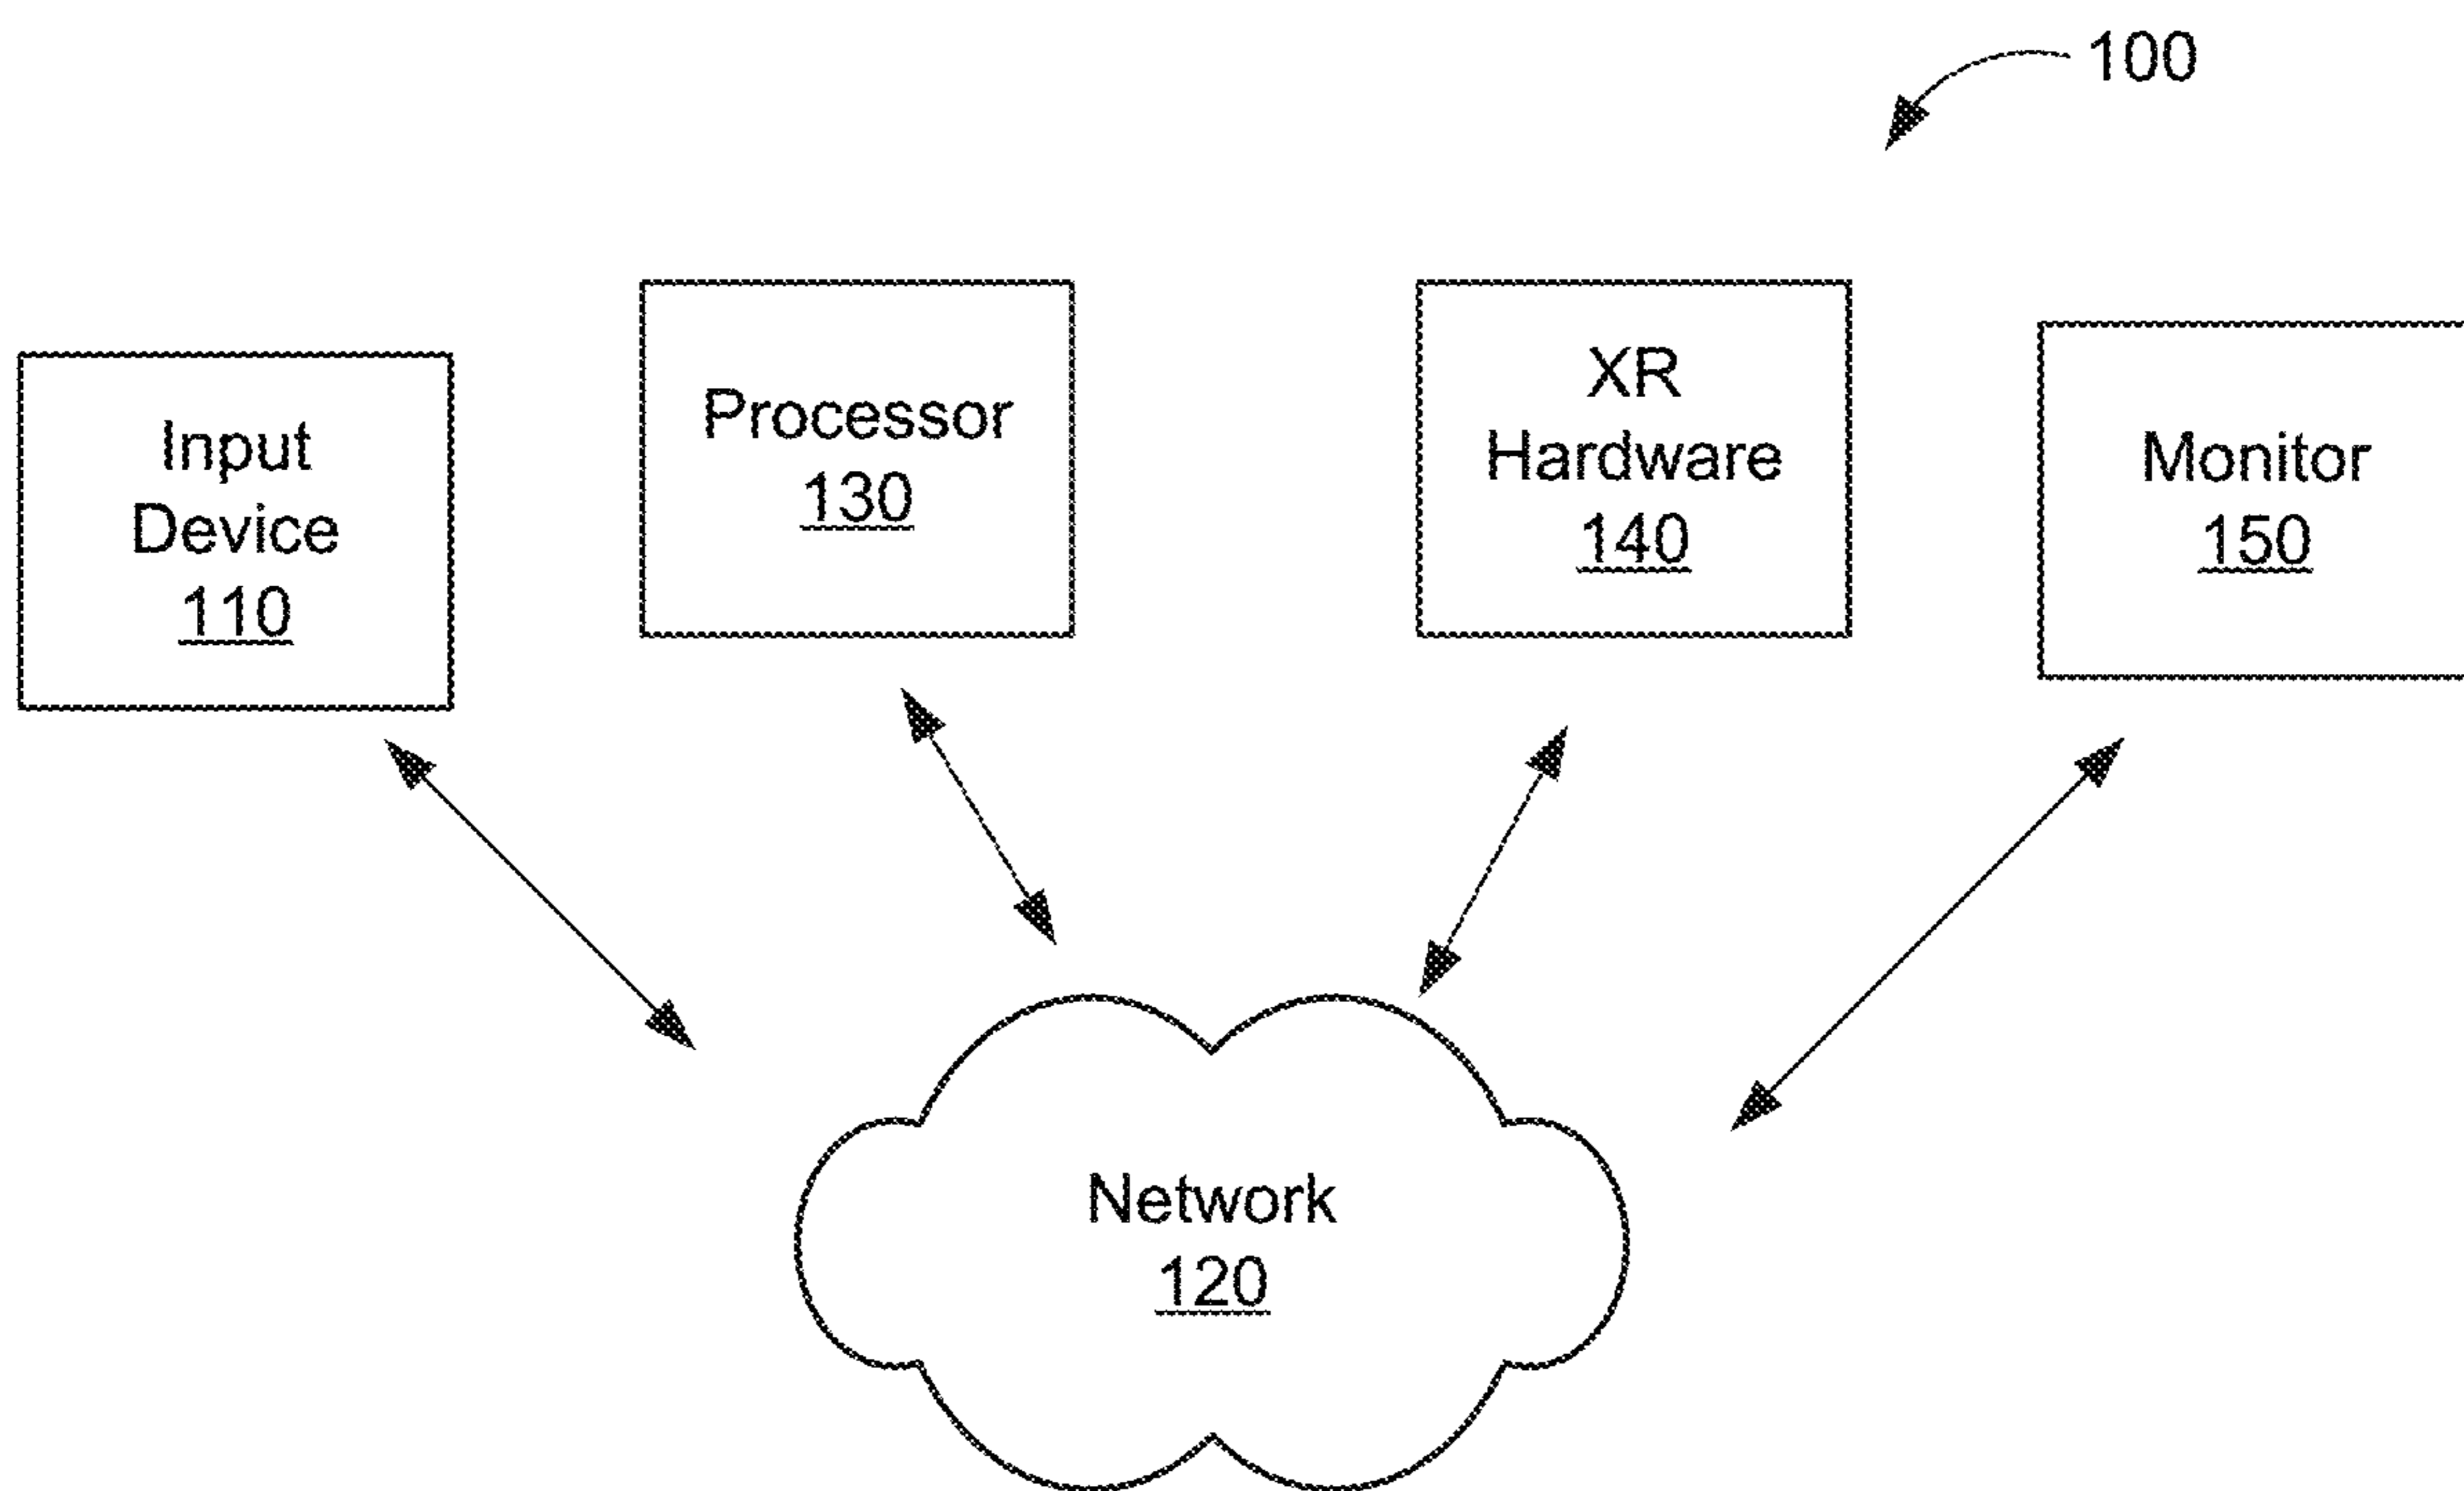 100
Input
Device
110
Processor
130
XR
Hardware
140
Monitor
150
Network
120